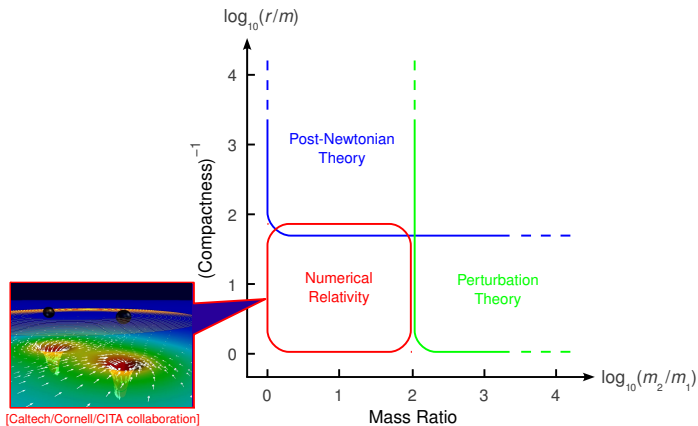 log₁₀(r/m)
4
3
2
1
0
(Compactness)⁻¹
Post-Newtonian
Theory
Numerical
Relativity
Perturbation
Theory
0 1 2 3 4
log₁₀(m₂/m₁)
Mass Ratio
[Caltech/Cornell/CITA collaboration]